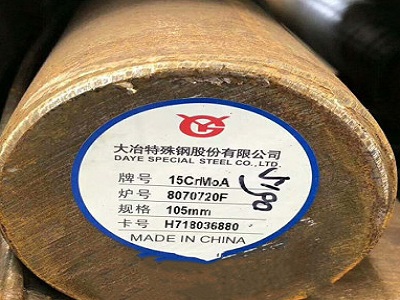 大冶特殊钢股份有限公司
DAYE SPECIAL STEEL CO.,LTD.
牌号 15CrMoA
炉号 8070720F
规格 105mm
卡号 H718036880
MADE IN CHINA